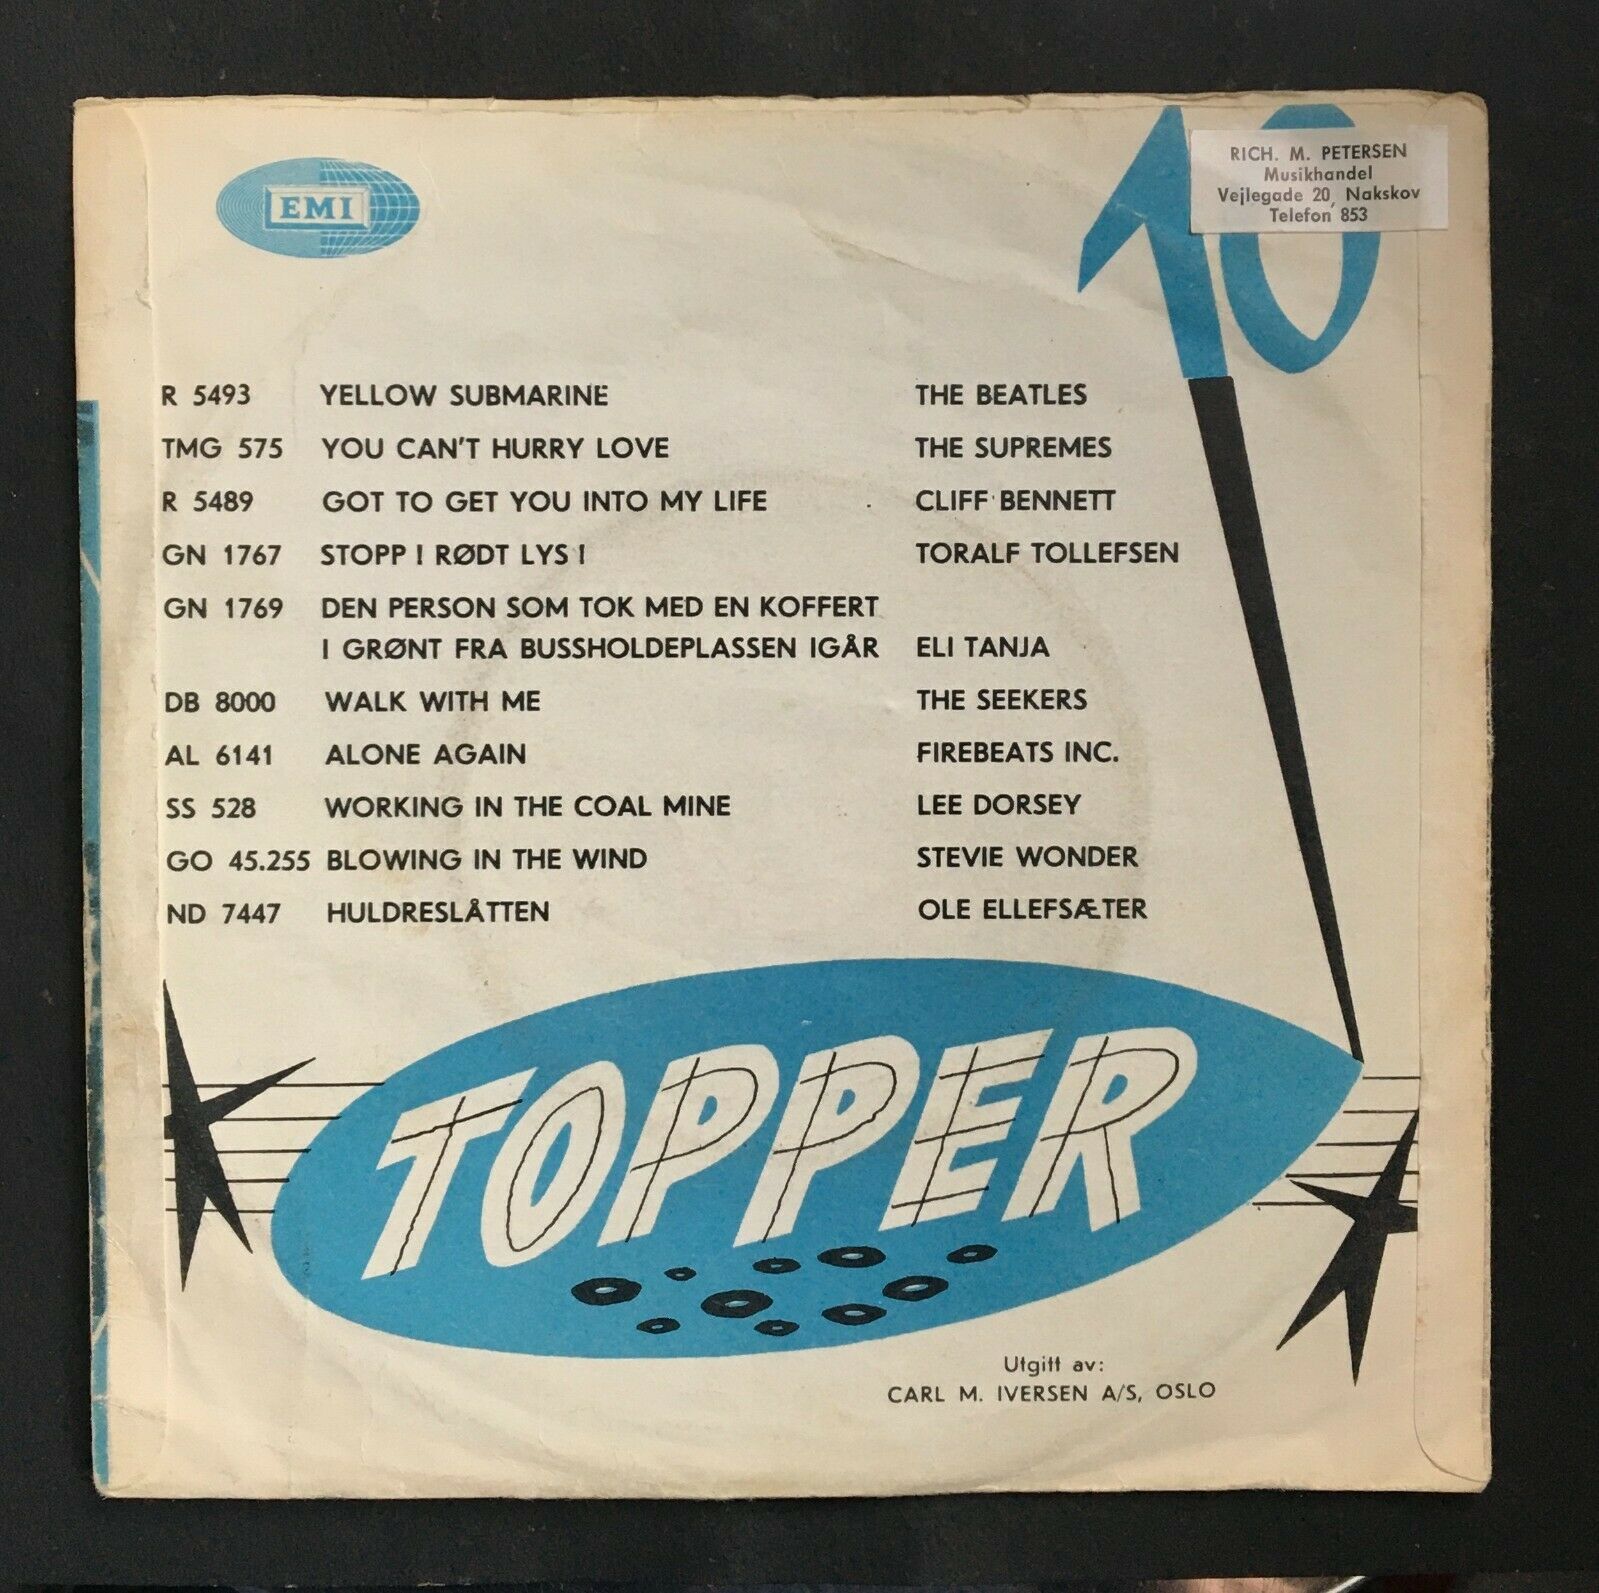 EMI
10
RICH. M. PETERSEN
Musikhandel
Vejlegade 20, Nakskov
Telefon 853
R 5493 YELLOW SUBMARINE THE BEATLES
TMG 575 YOU CAN'T HURRY LOVE THE SUPREMES
R 5489 GOT TO GET YOU INTO MY LIFE CLIFF BENNETT
GN 1767 STOPP ! RØDT LYS ! TORALF TOLLEFSEN
GN 1769 DEN PERSON SOM TOK MED EN KOFFERT
I GRØNT FRA BUSSHOLDEPLASSEN IGÅR ELI TANJA
DB 8000 WALK WITH ME THE SEEKERS
AL 6141 ALONE AGAIN FIREBEATS INC.
SS 528 WORKING IN THE COAL MINE LEE DORSEY
GO 45.255 BLOWING IN THE WIND STEVIE WONDER
ND 7447 HULDRESLÅTTEN OLE ELLEFSÆTER
TOPPER
Utgitt av:
CARL M. IVERSEN A/S, OSLO